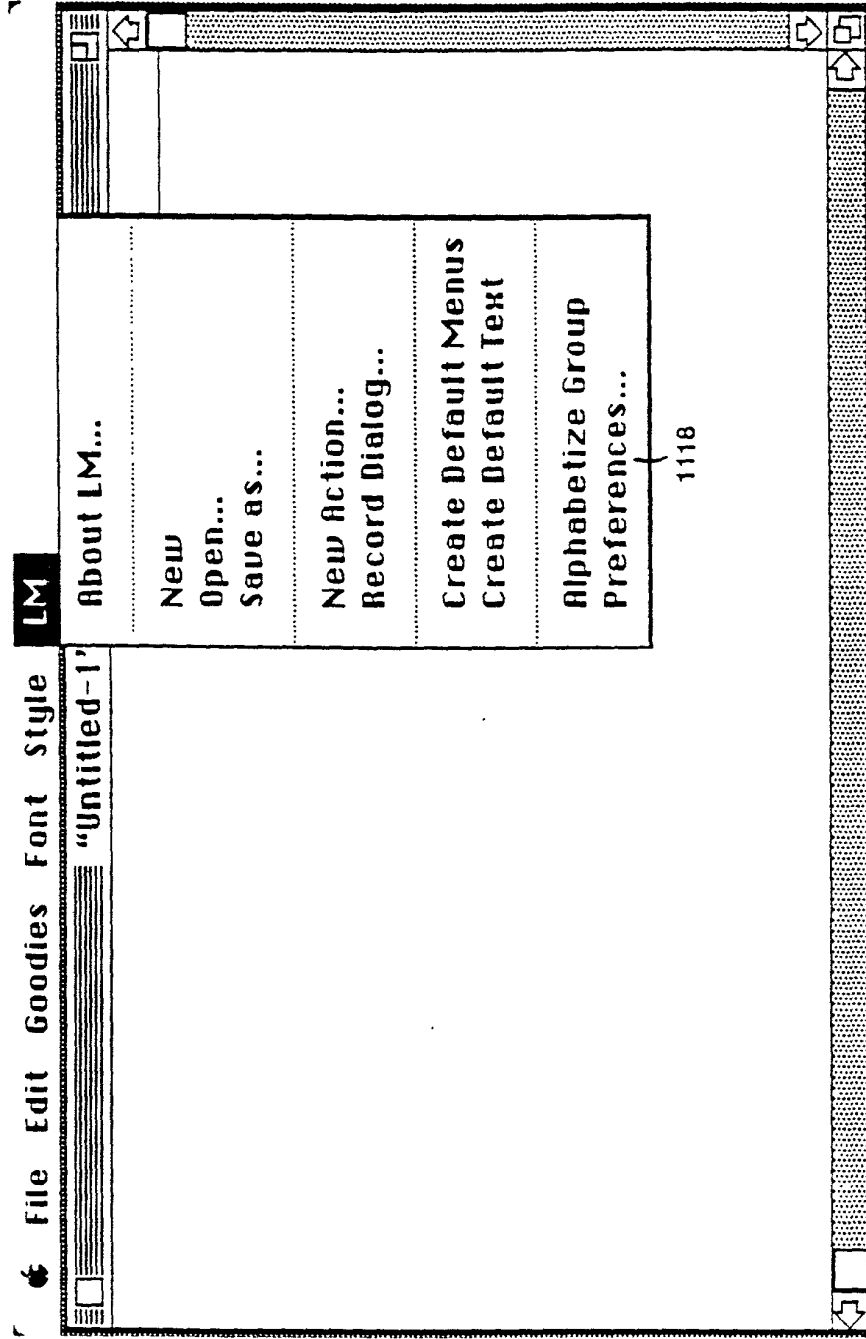 File Edit Goodies Font Style LM
"Untitled-1"
About LM...
New
Open...
Save as...
New Action...
Record Dialog...
Create Default Menus
Create Default Text
Alphabetize Group
Preferences...
1118